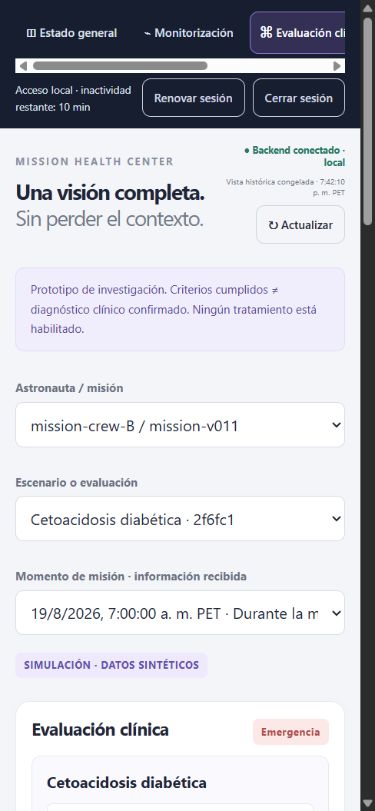 Estado general
Monitorización
Evaluación clí
Acceso local · inactividad
restante: 10 min
Renovar sesión
Cerrar sesión
MISSION HEALTH CENTER
● Backend conectado ·
local
Una visión completa.
Sin perder el contexto.
Vista histórica congelada · 7:42:10
p. m. PET
↻ Actualizar
Prototipo de investigación. Criterios cumplidos ≠
diagnóstico clínico confirmado. Ningún tratamiento está
habilitado.
Astronauta / misión
mission-crew-B / mission-v011
Escenario o evaluación
Cetoacidosis diabética · 2f6fc1
Momento de misión · información recibida
19/8/2026, 7:00:00 a. m. PET · Durante la m
SIMULACIÓN · DATOS SINTÉTICOS
Evaluación clínica
Emergencia
Cetoacidosis diabética